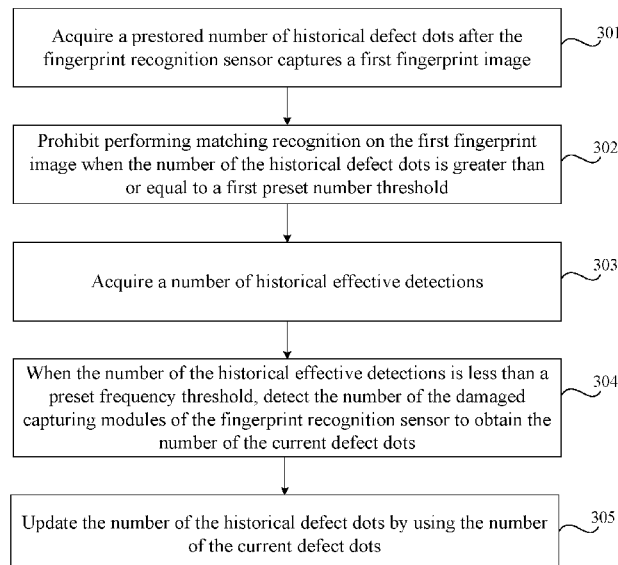 Acquire a prestored number of historical defect dots after the
fingerprint recognition sensor captures a first fingerprint image
301
Prohibit performing matching recognition on the first fingerprint
image when the number of the historical defect dots is greater than
or equal to a first preset number threshold
302
Acquire a number of historical effective detections
303
When the number of the historical effective detections is less than a
preset frequency threshold, detect the number of the damaged
capturing modules of the fingerprint recognition sensor to obtain the
number of the current defect dots
304
Update the number of the historical defect dots by using the number
of the current defect dots
305